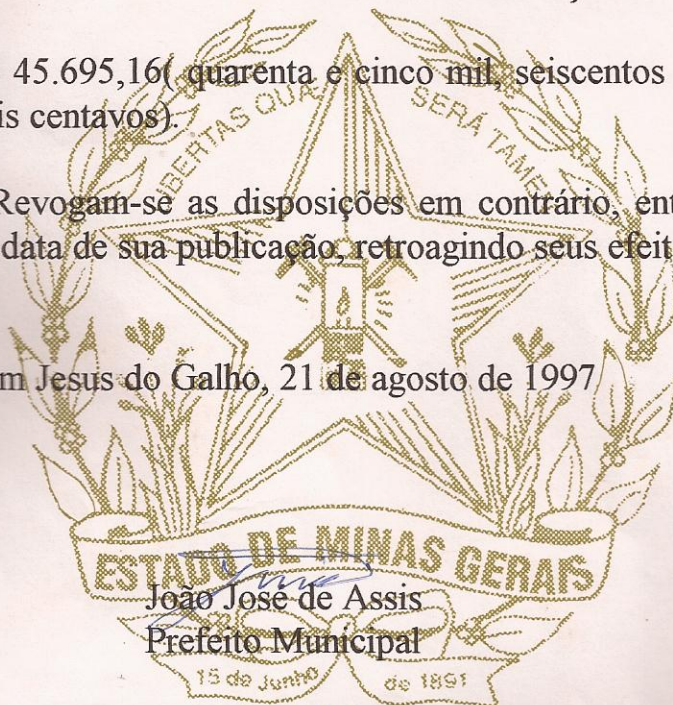 45.695,16( quarenta e cinco mil, seiscentos
is centavos).
LIBERTAS QUÆ SERÁ TAMEN
Revogam-se as disposições em contrário, ent
data de sua publicação, retroagindo seus efeit
m Jesus do Galho, 21 de agosto de 1997
ESTADO DE MINAS GERAIS
João José de Assis
Prefeito Municipal
15 de Junho de 1891